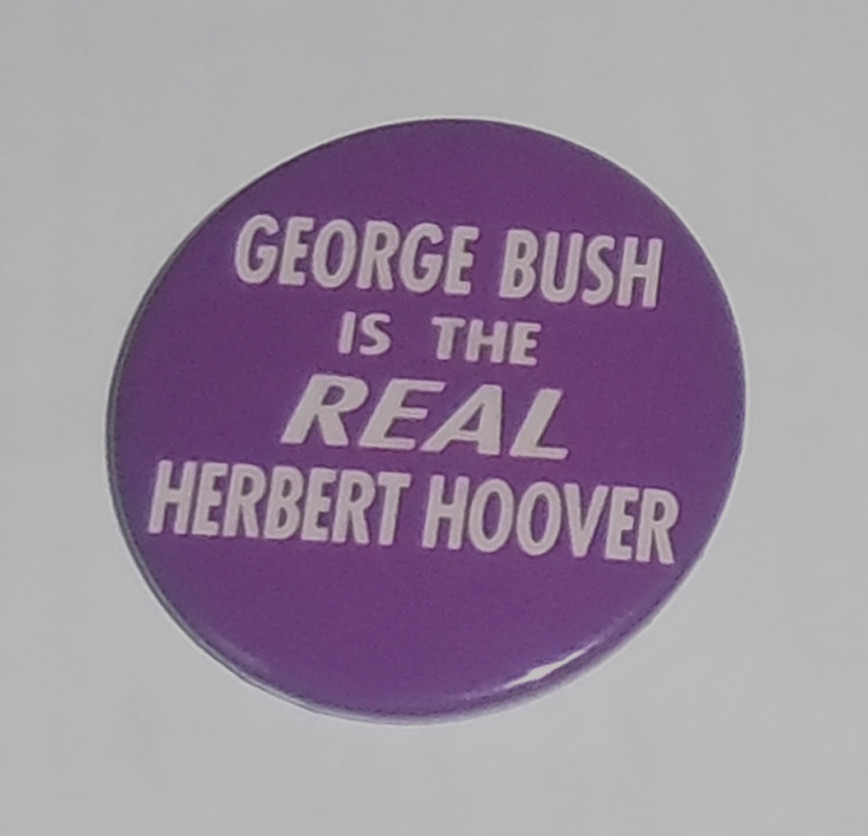 GEORGE BUSH
IS THE
REAL
HERBERT HOOVER